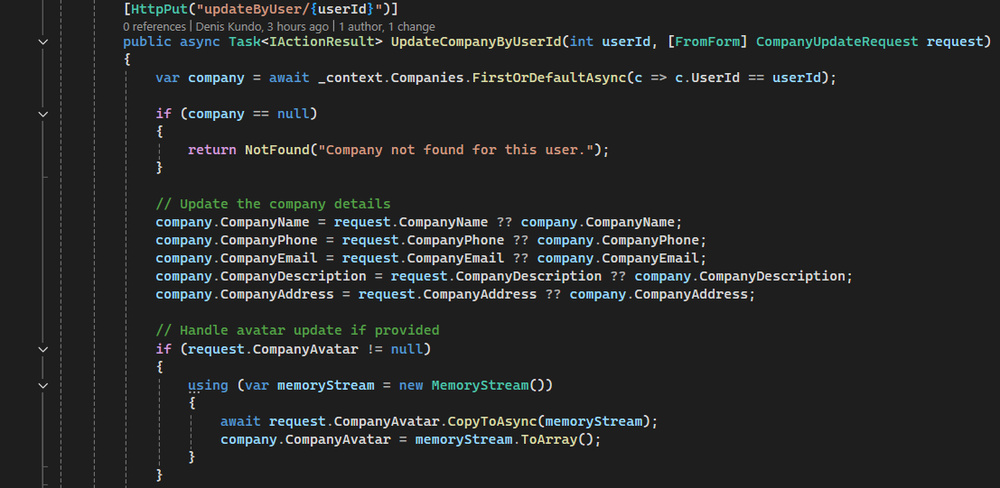 [HttpPut("updateByUser/{userId}")]
0 references | Denis Kundo, 3 hours ago | 1 author, 1 change
public async Task<IActionResult> UpdateCompanyByUserId(int userId, [FromForm] CompanyUpdateRequest request)
{
var company = await _context.Companies.FirstOrDefaultAsync(c => c.UserId == userId);
if (company == null)
{
return NotFound("Company not found for this user.");
}
// Update the company details
company.CompanyName = request.CompanyName ?? company.CompanyName;
company.CompanyPhone = request.CompanyPhone ?? company.CompanyPhone;
company.CompanyEmail = request.CompanyEmail ?? company.CompanyEmail;
company.CompanyDescription = request.CompanyDescription ?? company.CompanyDescription;
company.CompanyAddress = request.CompanyAddress ?? company.CompanyAddress;
// Handle avatar update if provided
if (request.CompanyAvatar != null)
{
using (var memoryStream = new MemoryStream())
{
await request.CompanyAvatar.CopyToAsync(memoryStream);
company.CompanyAvatar = memoryStream.ToArray();
}
}